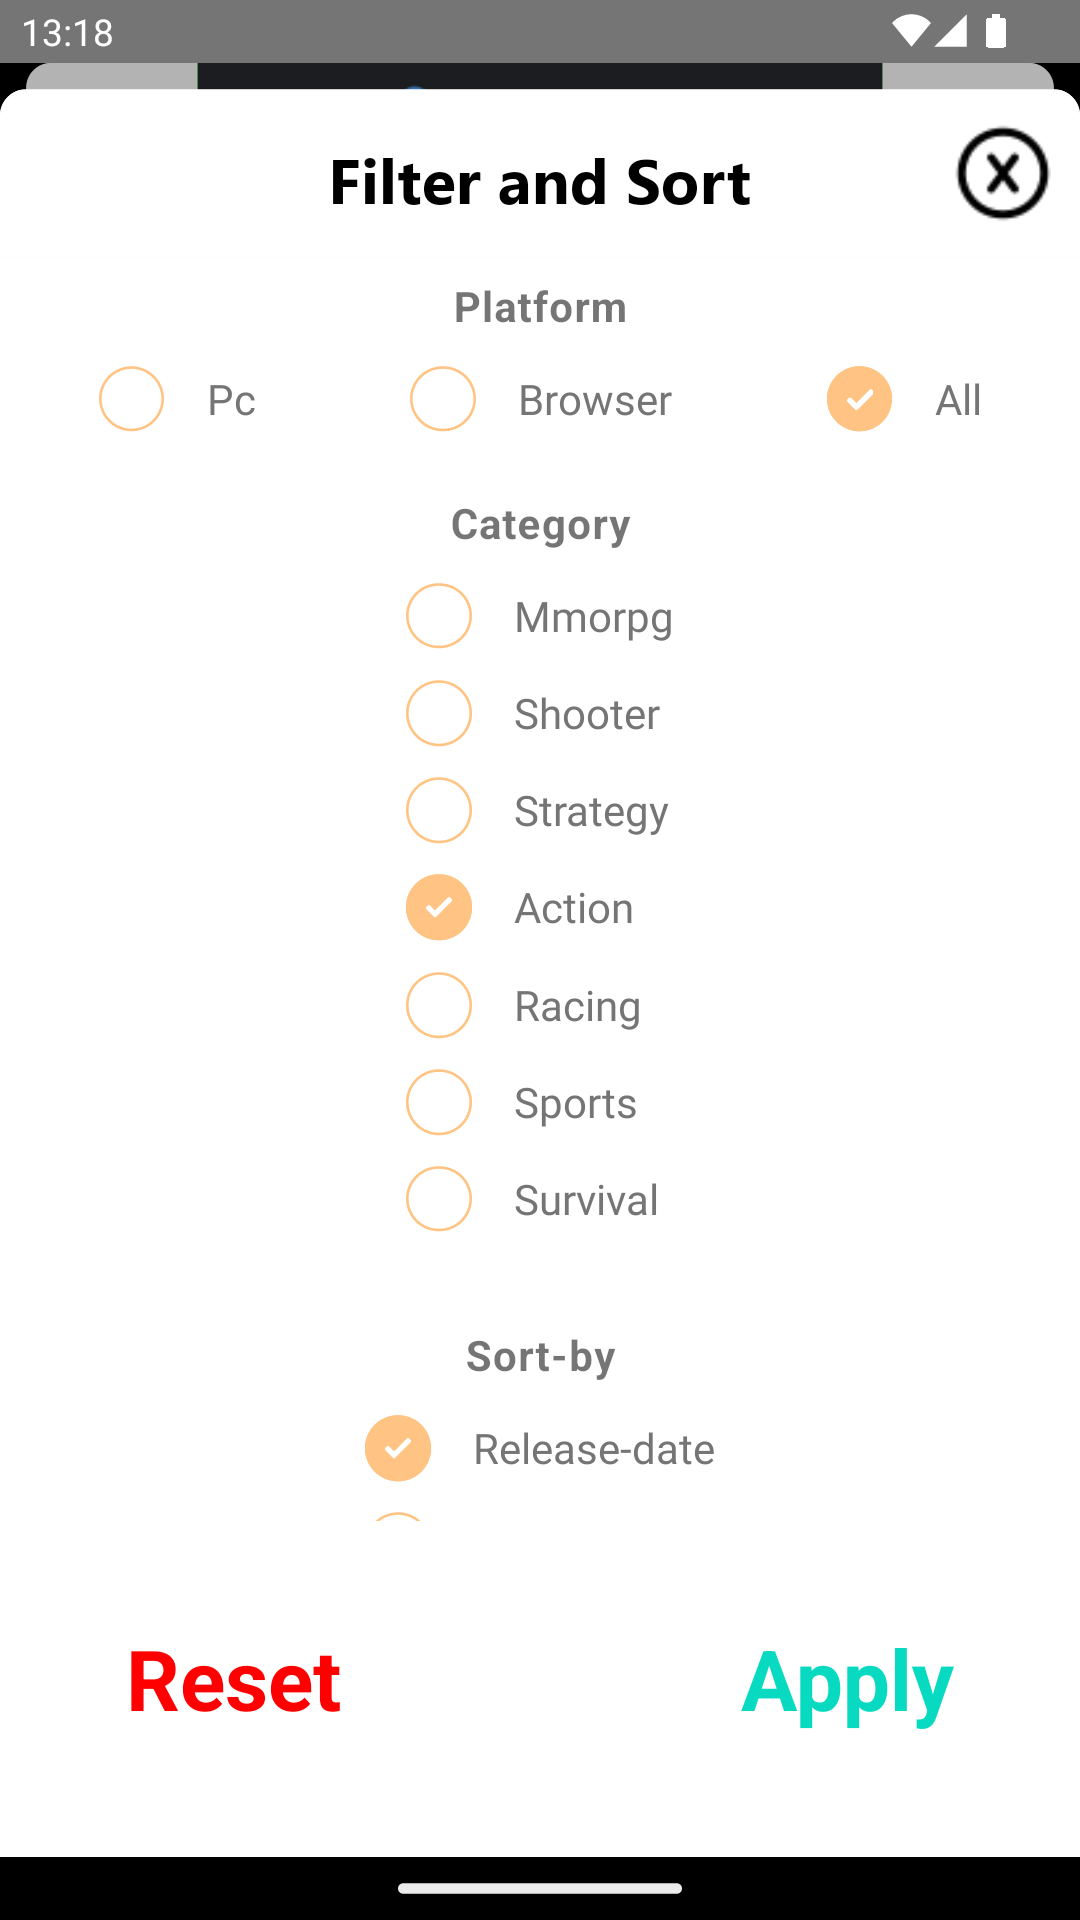 13:18
Filter and Sort
X
Platform
Pc Browser All
Category
Mmorpg
Shooter
Strategy
Action
Racing
Sports
Survival
Sort-by
Release-date
Reset Apply